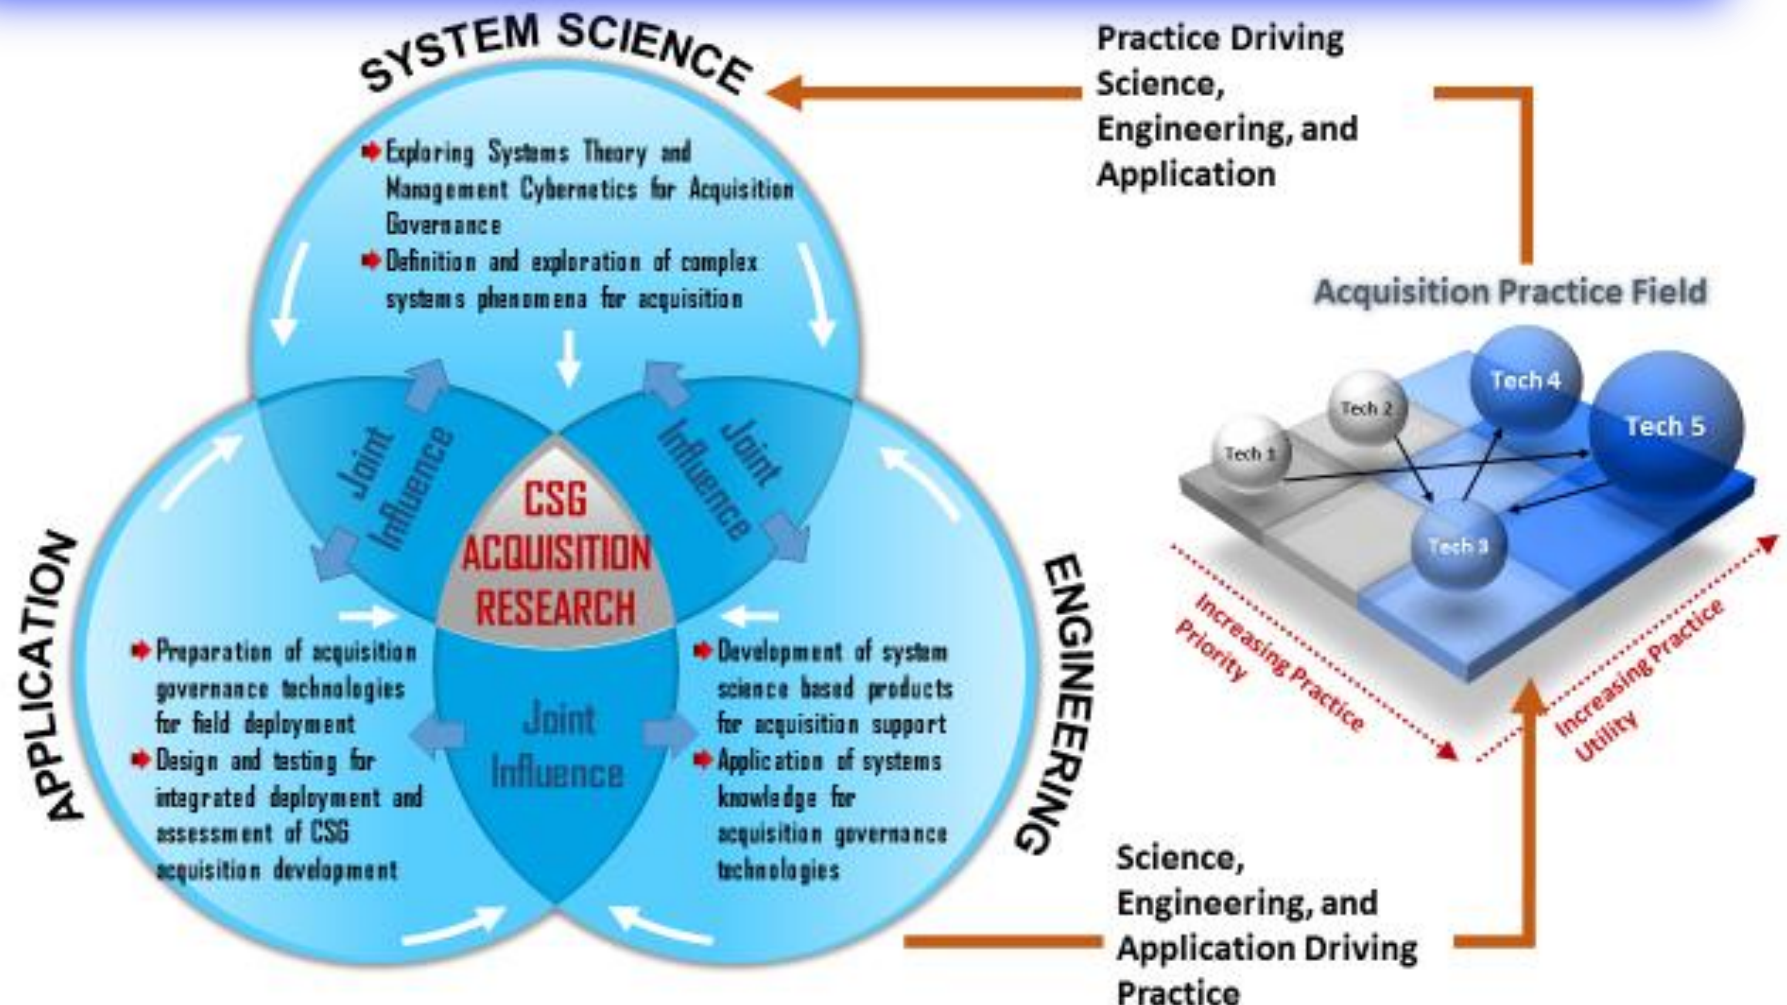 SYSTEM SCIENCE
Exploring Systems Theory and
Management Cybernetics for Acquisition
Governance
Definition and exploration of complex
systems phenomena for acquisition
Joint
Influence
Joint
Influence
CSG
ACQUISITION
RESEARCH
APPLICATION
Preparation of acquisition
governance technologies
for field deployment
Design and testing for
integrated deployment and
assessment of CSG
acquisition development
Joint
Influence
ENGINEERING
Development of system
science based products
for acquisition support
Application of systems
knowledge for
acquisition governance
technologies
Practice Driving
Science,
Engineering, and
Application
Acquisition Practice Field
Tech 1
Tech 2
Tech 3
Tech 4
Tech 5
Increasing Practice
Priority
Increasing Practice
Utility
Science,
Engineering, and
Application Driving
Practice